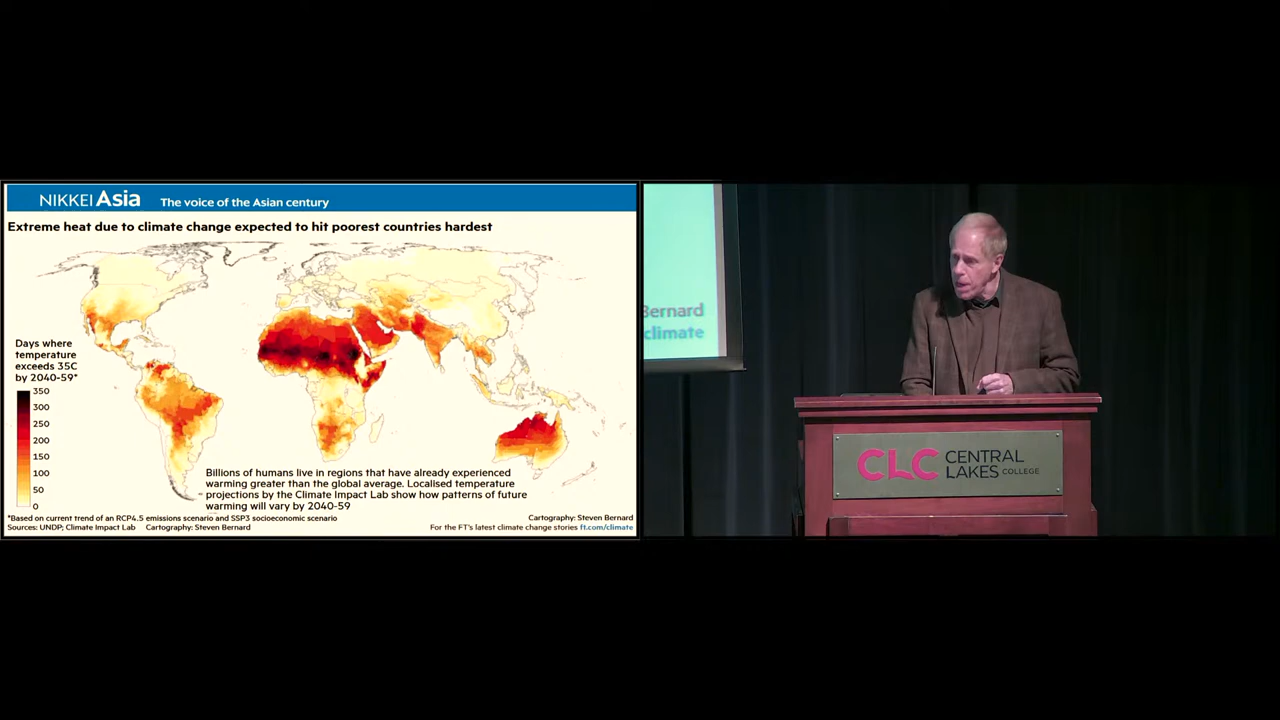 NIKKEI Asia The voice of the Asian century
Extreme heat due to climate change expected to hit poorest countries hardest
Days where
temperature
exceeds 35C
by 2040-59*
350
300
250
200
150
100
50
0
Billions of humans live in regions that have already experienced
warming greater than the global average. Localised temperature
projections by the Climate Impact Lab show how patterns of future
warming will vary by 2040-59
*Based on current trend of an RCP4.5 emissions scenario and SSP3 socioeconomic scenario
Cartography: Steven Bernard
Sources: UNDP; Climate Impact Lab Cartography: Steven Bernard
For the FT's latest climate change stories ft.com/climate
Bernard
climate
CLC CENTRAL
LAKES COLLEGE